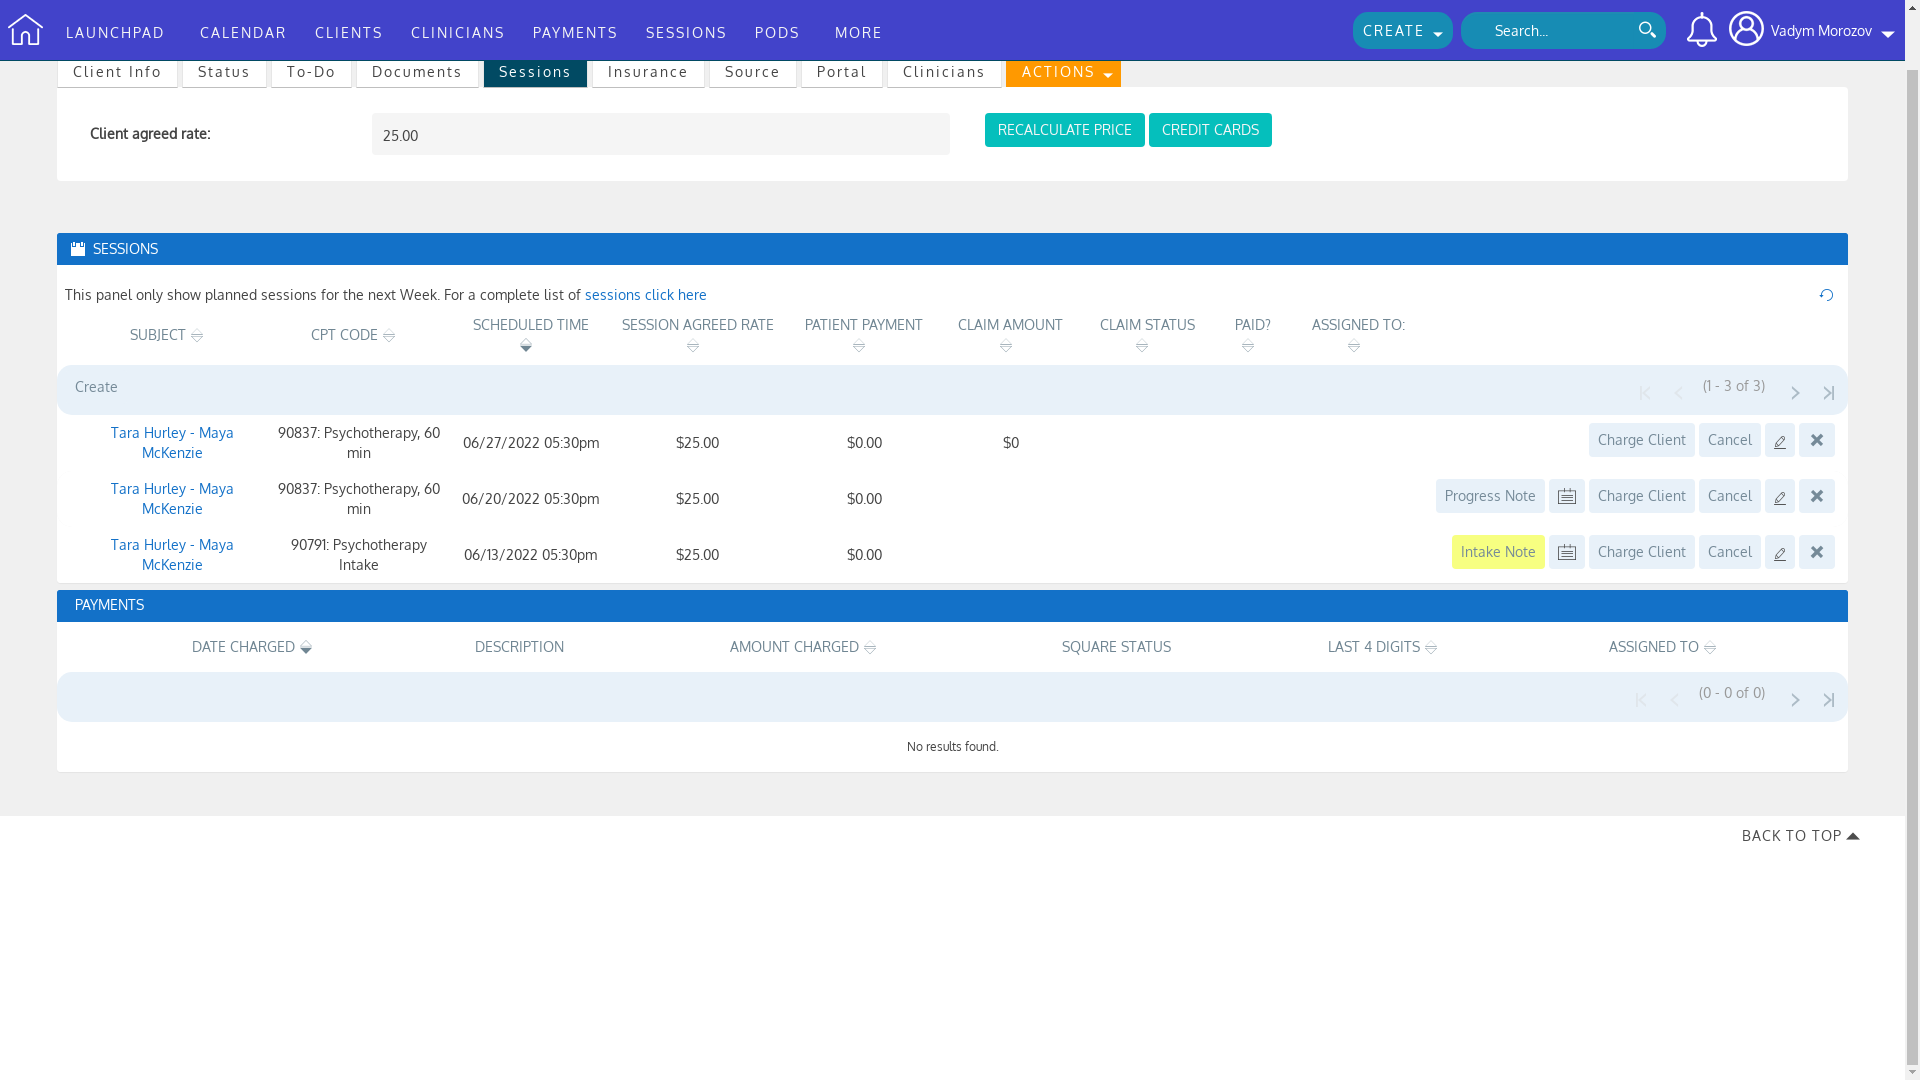 LAUNCHPAD CALENDAR CLIENTS CLINICIANS PAYMENTS SESSIONS PODS MORE CREATE Search... Vadym Morozov
Client Info Status To-Do Documents Sessions Insurance Source Portal Clinicians ACTIONS
Client agreed rate: 25.00 RECALCULATE PRICE CREDIT CARDS
SESSIONS
This panel only show planned sessions for the next Week. For a complete list of sessions click here
SUBJECT CPT CODE SCHEDULED TIME SESSION AGREED RATE PATIENT PAYMENT CLAIM AMOUNT CLAIM STATUS PAID? ASSIGNED TO:
Create (1 - 3 of 3)
Tara Hurley - Maya 90837: Psychotherapy, 60
McKenzie min 06/27/2022 05:30pm $25.00 $0.00 $0 Charge Client Cancel
Tara Hurley - Maya 90837: Psychotherapy, 60
McKenzie min 06/20/2022 05:30pm $25.00 $0.00 Progress Note Charge Client Cancel
Tara Hurley - Maya 90791: Psychotherapy
McKenzie Intake 06/13/2022 05:30pm $25.00 $0.00 Intake Note Charge Client Cancel
PAYMENTS
DATE CHARGED DESCRIPTION AMOUNT CHARGED SQUARE STATUS LAST 4 DIGITS ASSIGNED TO
(0 - 0 of 0)
No results found.
BACK TO TOP